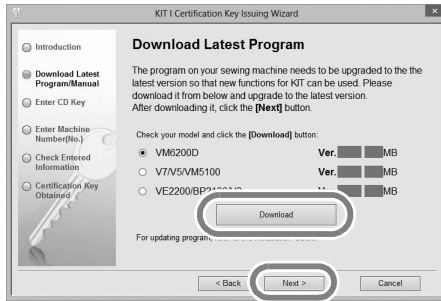 KIT I Certification Key Issuing Wizard
Introduction
Download Latest
Program/Manual
Enter CD Key
Enter Machine
Number(No.)
Check Entered
Information
Certification Key
Obtained
Download Latest Program
The program on your sewing machine needs to be upgraded to the the
latest version so that new functions for KIT can be used. Please
download it from below and upgrade to the latest version.
After downloading it, click the [Next] button.
Check your model and click the [Download] button:
VM6200D Ver. MB
V7/V5/VM5100 Ver. MB
VE2200/ MB
Download
For updating program, refer to the
< Back Next > Cancel